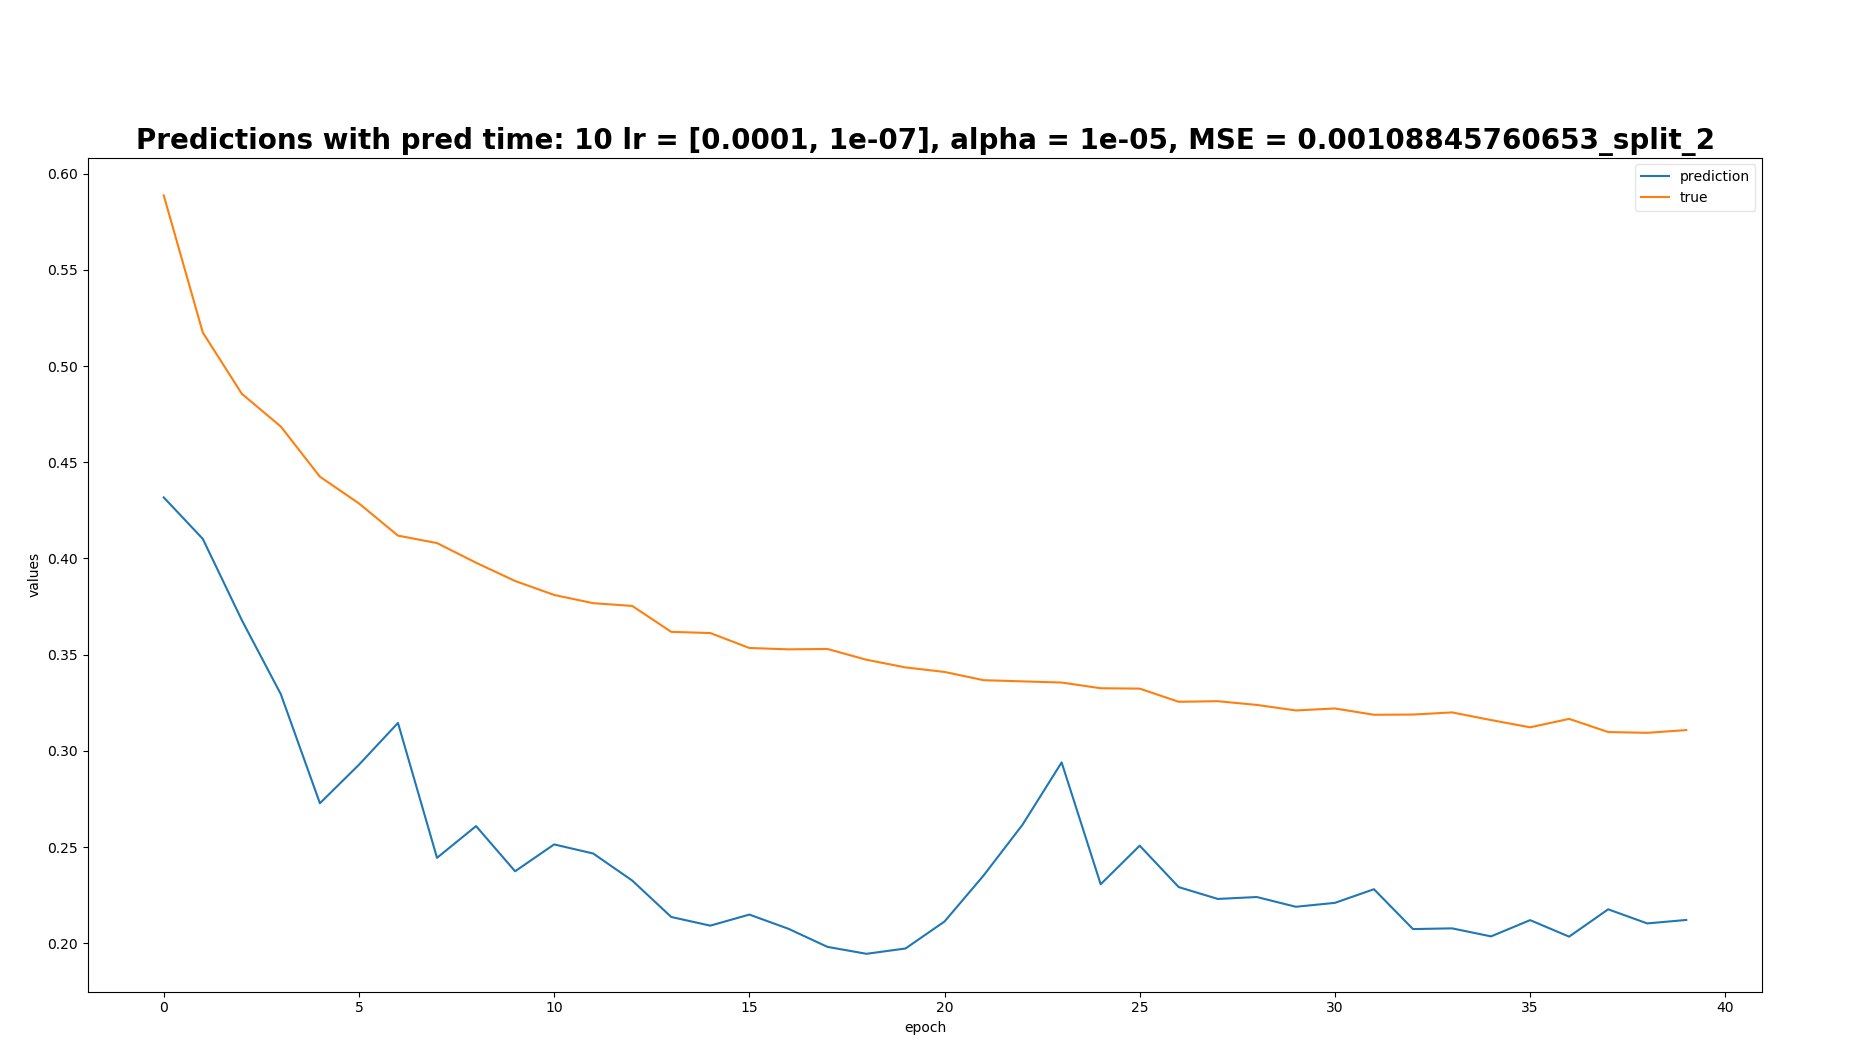 Predictions with pred time: 10 lr = [0.0001, 1e-07], alpha = 1e-05, MSE = 0.00108845760653_split_2
prediction
true
values
0.60
0.55
0.50
0.45
0.40
0.35
0.30
0.25
0.20
0 5 10 15 20 25 30 35 40
epoch